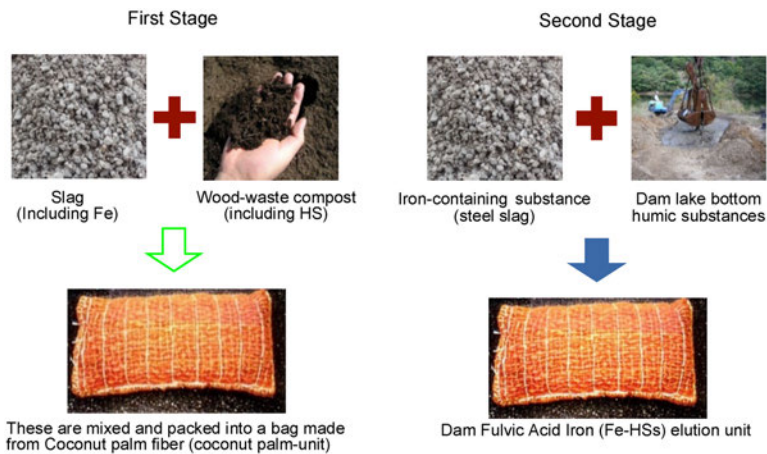 First Stage
Second Stage
Slag
(Including Fe)
Wood-waste compost
(including HS)
Iron-containing substance
(steel slag)
Dam lake bottom
humic substances
These are mixed and packed into a bag made
from Coconut palm fiber (coconut palm-unit)
Dam Fulvic Acid Iron (Fe-HSs) elution unit